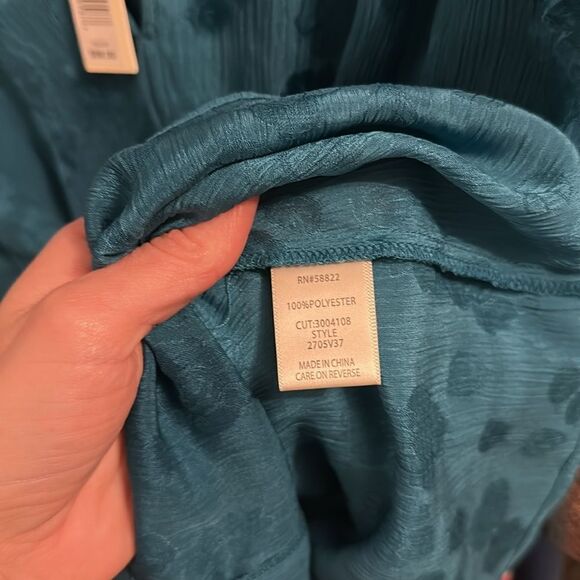 RN#58822
100%POLYESTER
CUT:3004108
STYLE
2705V37
MADE IN CHINA
CARE ON REVERSE